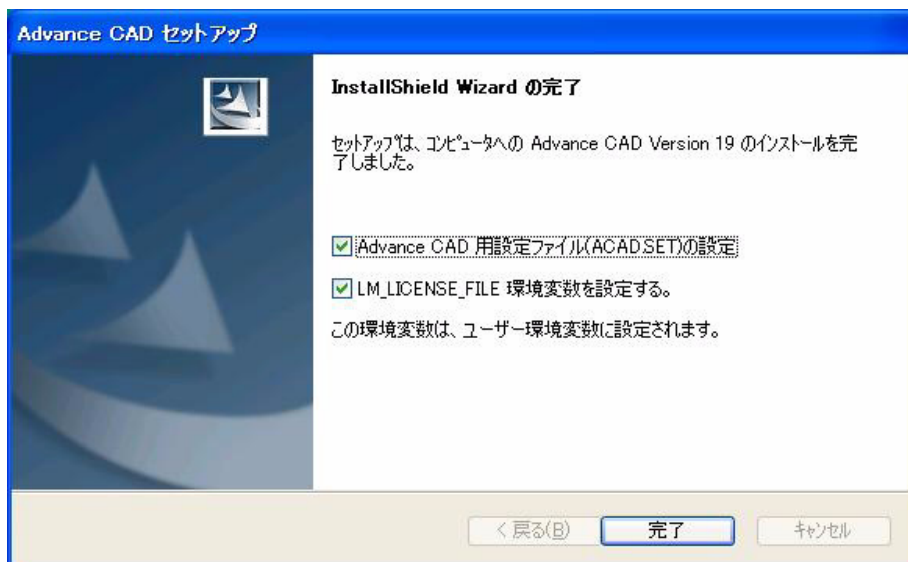 Advance CAD セットアップ
InstallShield Wizard の完了
セットアップは、コンピュータへの Advance CAD Version 19 のインストールを完
了しました。
Advance CAD 用設定ファイル(ACAD.SET)の設定
LM_LICENSE_FILE 環境変数を設定する。
この環境変数は、ユーザー環境変数に設定されます。
< 戻る(B)
完了
キャンセル